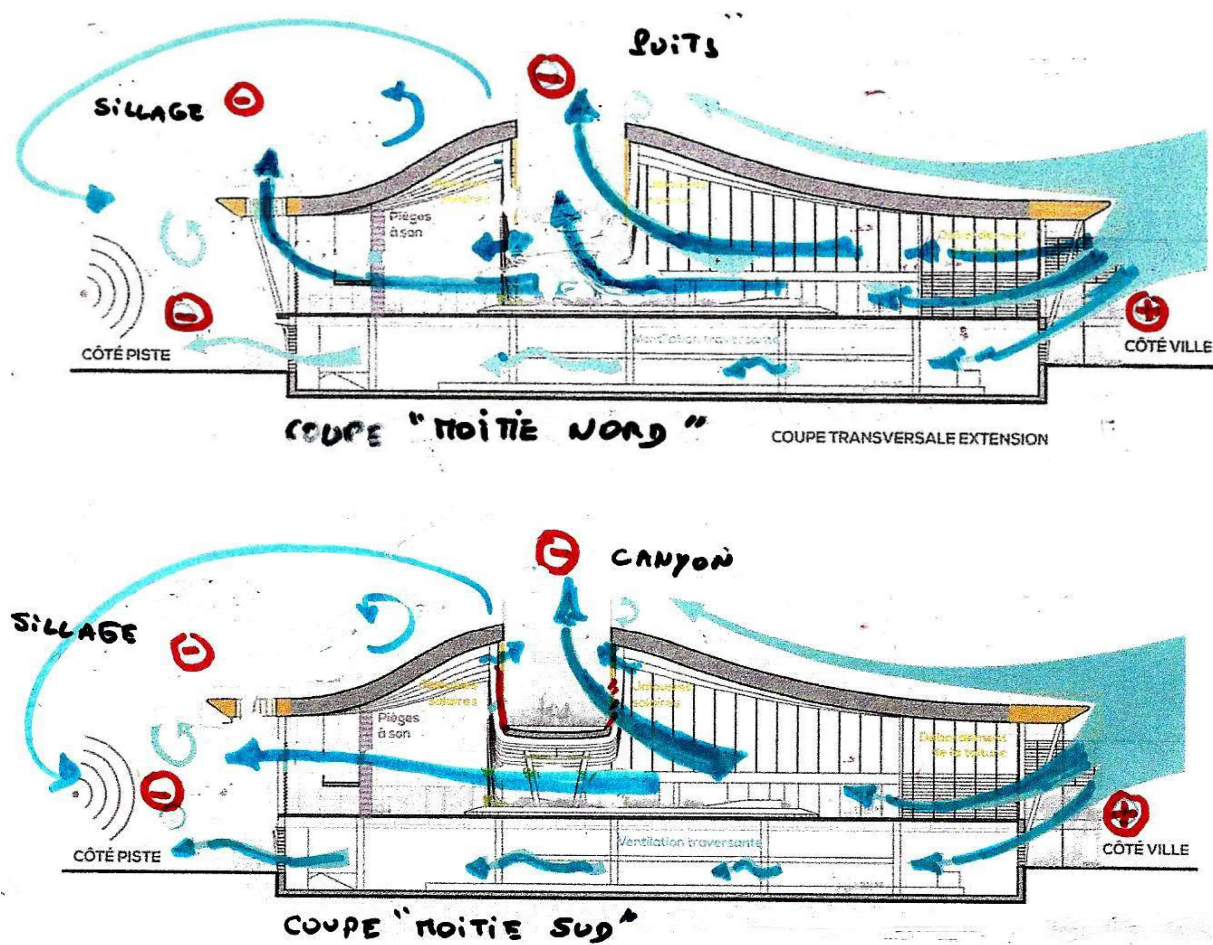 PUITS
SILLAGE
Pièges
à son
CÔTÉ PISTE
Ventilation traversante
CÔTÉ VILLE
COUPE "MOITIE NORD"
COUPE TRANSVERSALE EXTENSION
CANYON
SILLAGE
Jalousies
solaires
Jalousies
solaires
Pièges
à son
Débordement
de la toiture
CÔTÉ PISTE
Ventilation traversante
CÔTÉ VILLE
COUPE "MOITIE SUD"